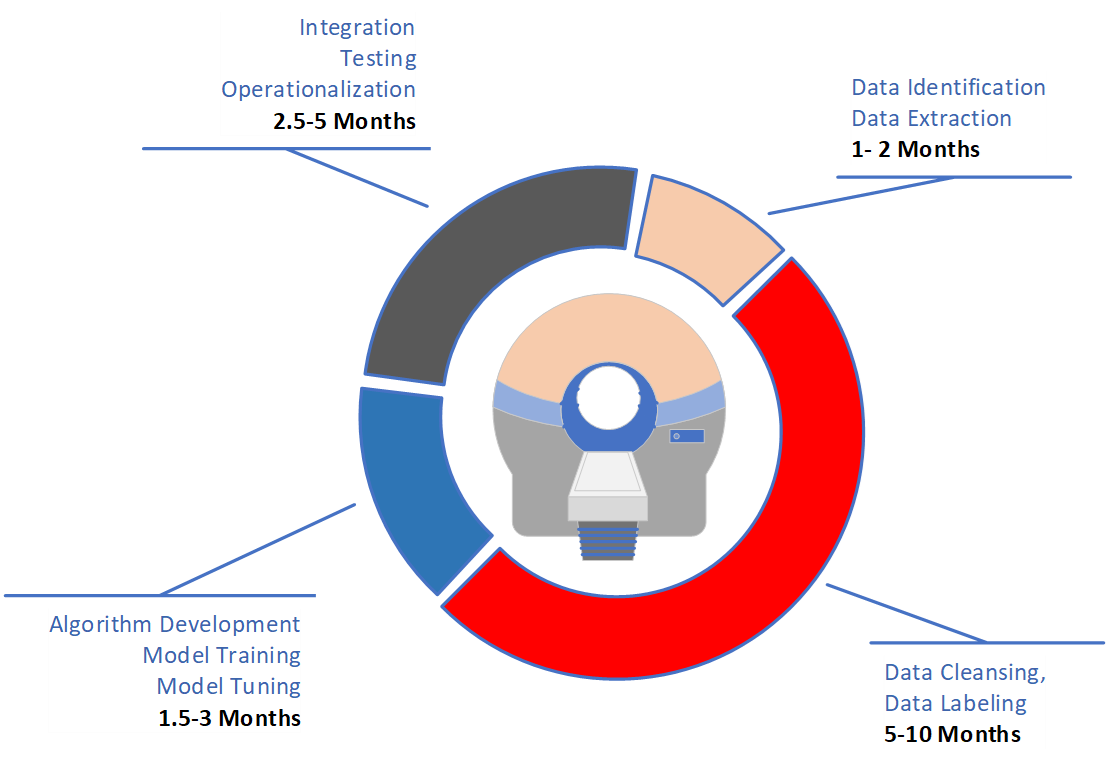 Integration
Testing
Operationalization
2.5-5 Months
Data Identification
Data Extraction
1- 2 Months
Algorithm Development
Model Training
Model Tuning
1.5-3 Months
Data Cleansing,
Data Labeling
5-10 Months